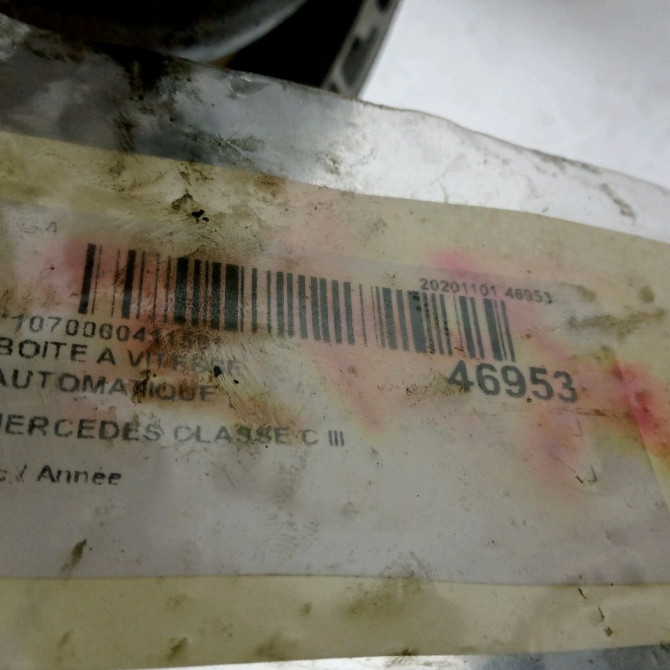 20201101 46953
BOITE A VITESSE
46953
AUTOMATIQUE
MERCEDES CLASSE C III
/ Année